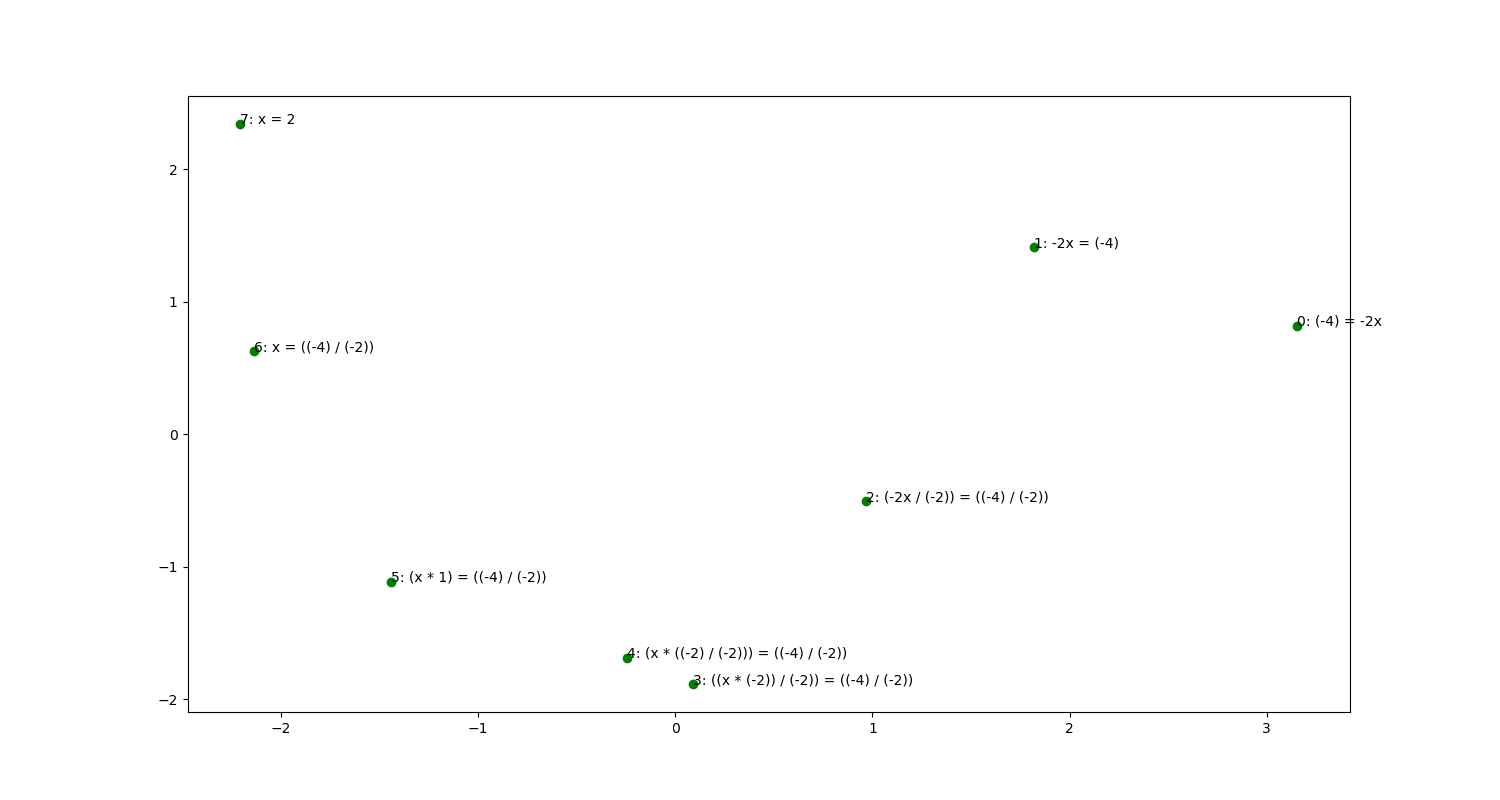 7: x = 2
2
1: -2x = (-4)
1
0: (-4) = -2x
6: x = ((-4) / (-2))
0
2: (-2x / (-2)) = ((-4) / (-2))
−1
5: (x * 1) = ((-4) / (-2))
4: (x * ((-2) / (-2))) = ((-4) / (-2))
3: ((x * (-2)) / (-2)) = ((-4) / (-2))
−2
−2 −1 0 1 2 3